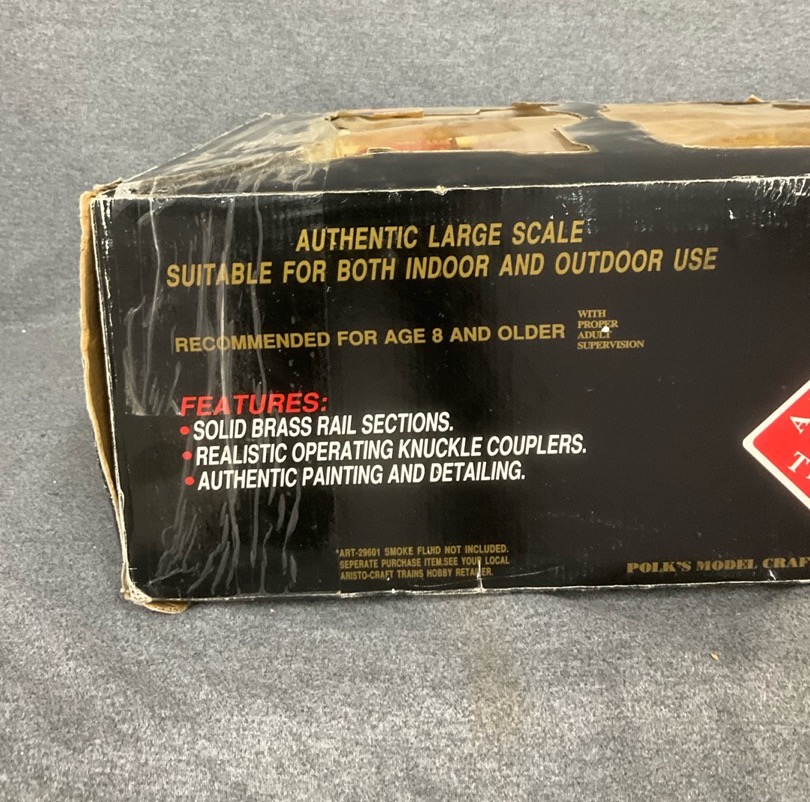 AUTHENTIC LARGE SCALE
SUITABLE FOR BOTH INDOOR AND OUTDOOR USE
RECOMMENDED FOR AGE 8 AND OLDER
WITH
PROPER
ADULT
SUPERVISION
FEATURES:
•SOLID BRASS RAIL SECTIONS.
•REALISTIC OPERATING KNUCKLE COUPLERS.
•AUTHENTIC PAINTING AND DETAILING.
*ART-29601 SMOKE FLUID NOT INCLUDED.
SEPERATE PURCHASE ITEM.SEE YOUR LOCAL
ARISTO-CRAFT TRAINS HOBBY RETAILER.
POLK'S MODEL CRAF